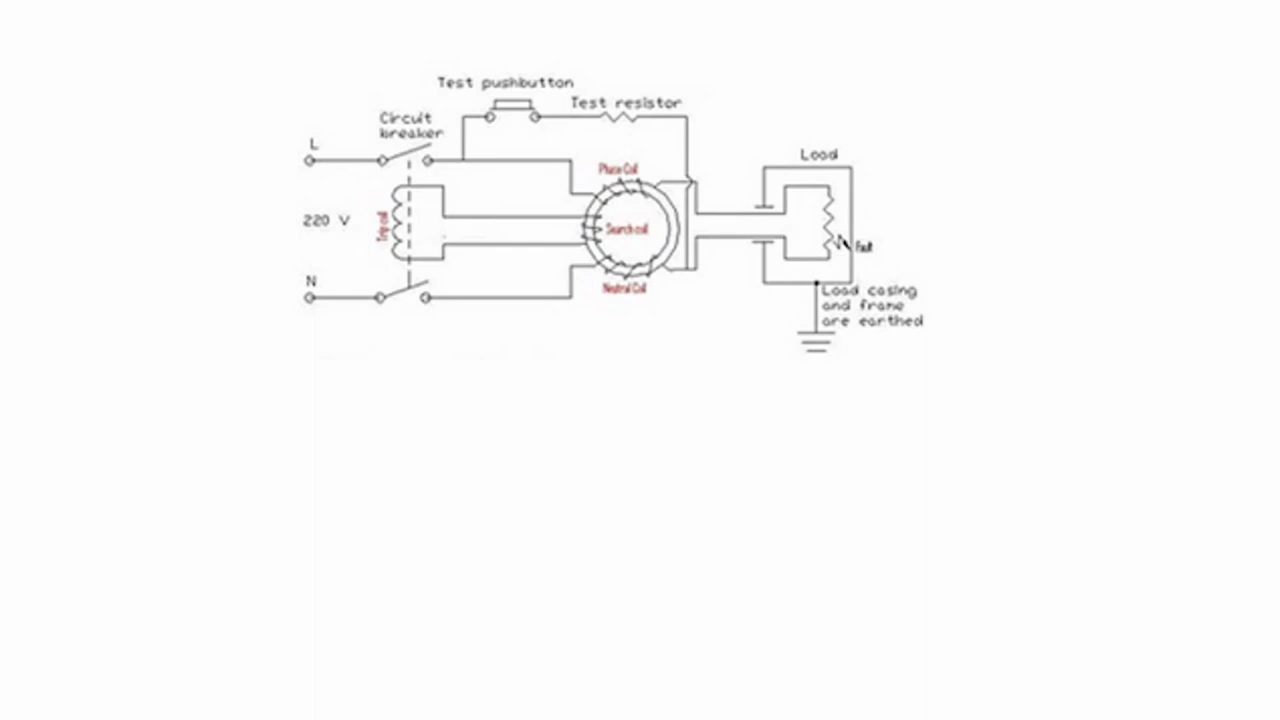 Test pushbutton
Test resistor
Circuit
breaker
L
Load
Phase Coil
220 V
Trip coil
Search coil
Fault
N
Neutral Coil
Load casing
and frame
are earthed